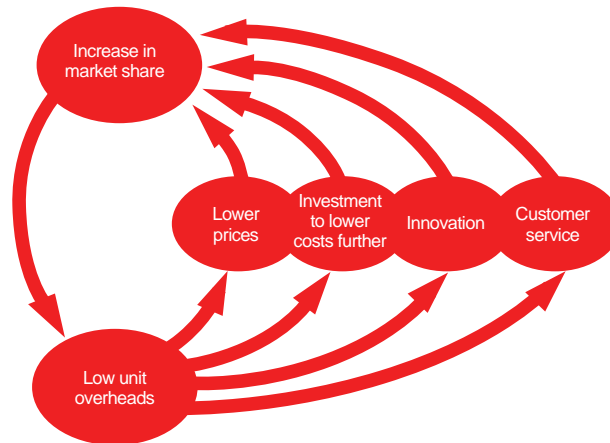 Increase in
market share
Lower
prices
Investment
to lower
costs further
Innovation
Customer
service
Low unit
overheads